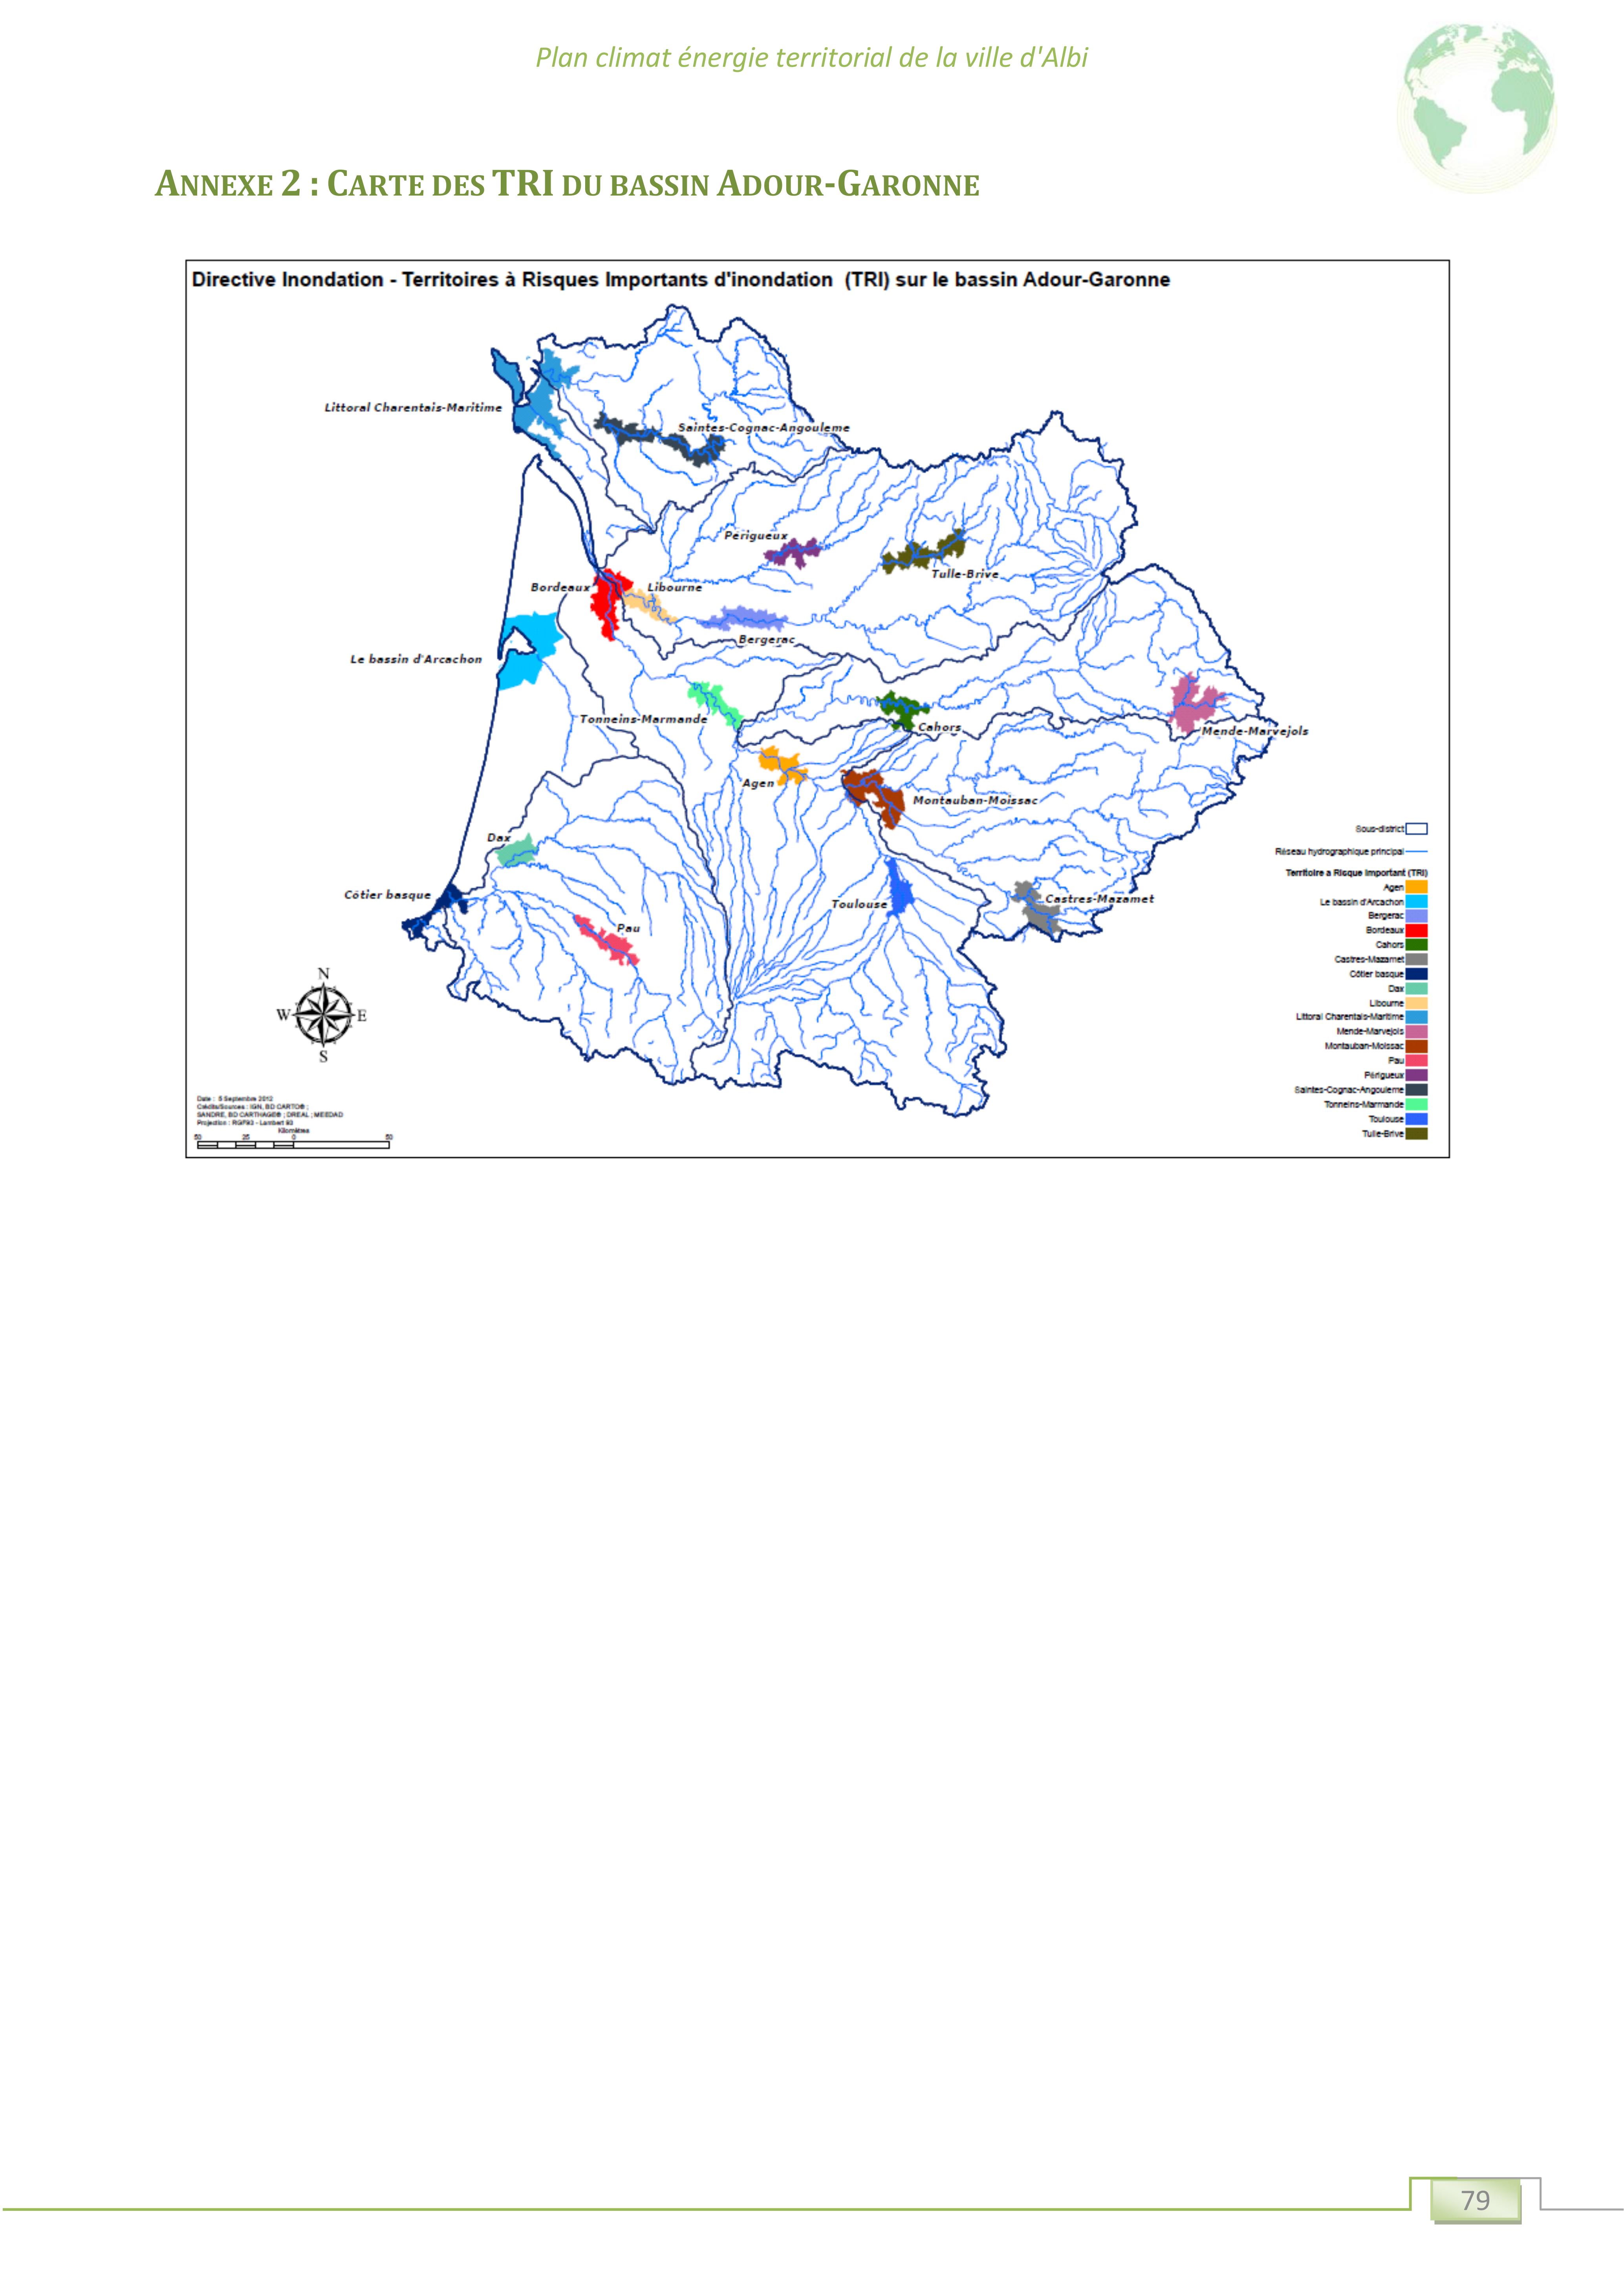 Plan climat énergie territorial de la ville d'Albi
ANNEXE 2 : CARTE DES TRI DU BASSIN ADOUR-GARONNE
Directive Inondation - Territoires à Risques Importants d'inondation (TRI) sur le bassin Adour-Garonne
Littoral Charentais-Maritime
Saintes-Cognac-Angouleme
Périgueux
Tulle-Brive
Bordeaux
Libourne
Bergerac
Le bassin d'Arcachon
Tonneins-Marmande
Cahors
Mende-Marvejols
Agen
Montauban-Moissac
Dax
Côtier basque
Toulouse
Castres-Mazamet
Pau
N
W E
S
Sous-district
Réseau hydrographique principal
Territoire a Risque Important (TRI)
Agen
Le bassin d'Arcachon
Bergerac
Bordeaux
Cahors
Castres-Mazamet
Côtier basque
Dax
Libourne
Littoral Charentais-Maritime
Mende-Marvejols
Montauban-Moissac
Pau
Périgueux
Saintes-Cognac-Angouleme
Tonneins-Marmande
Toulouse
Tulle-Brive
Date : 5 Septembre 2012
Crédits/Sources : IGN, BD CARTO® ;
SANDRE, BD CARTHAGE® ; DREAL ; MEEDAD
Projection : RGF93 - Lambert 93
Kilomètres
50 25 0 50
79